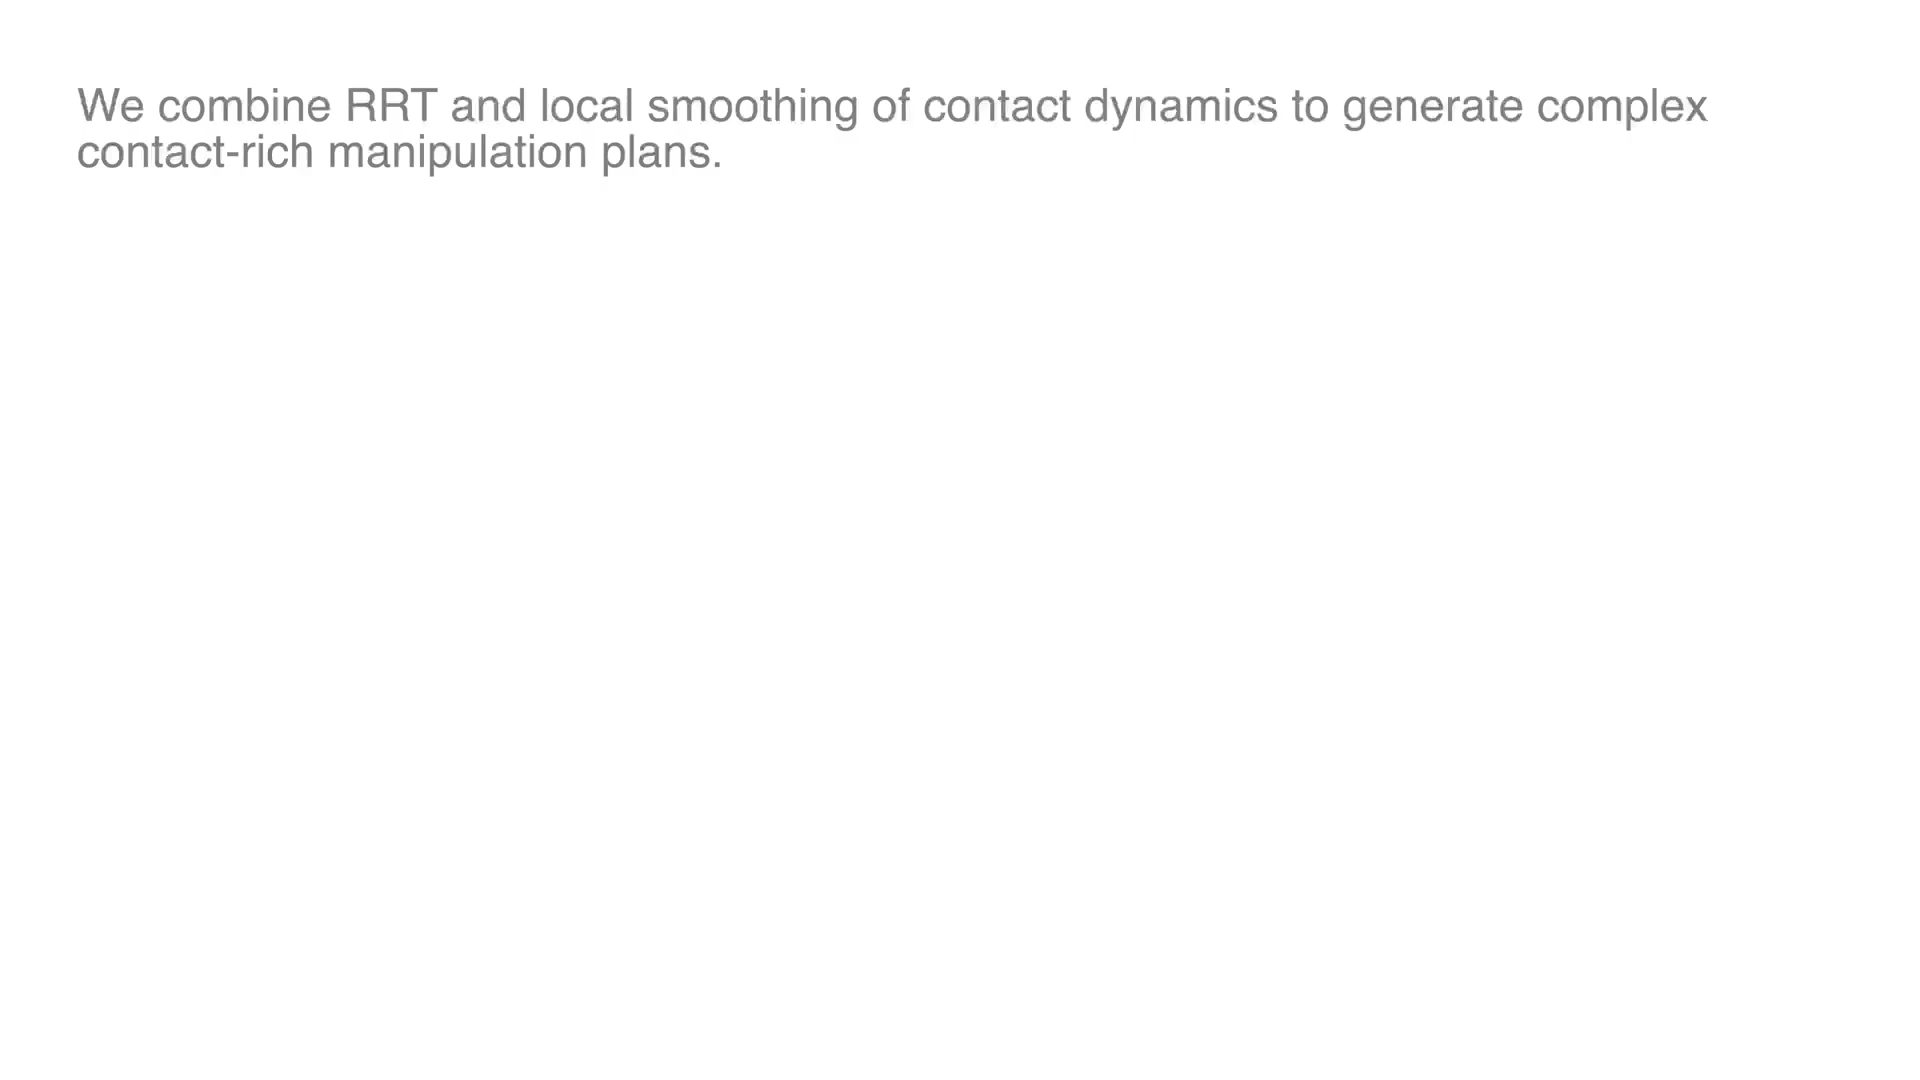 We combine RRT and local smoothing of contact dynamics to generate complex
contact-rich manipulation plans.